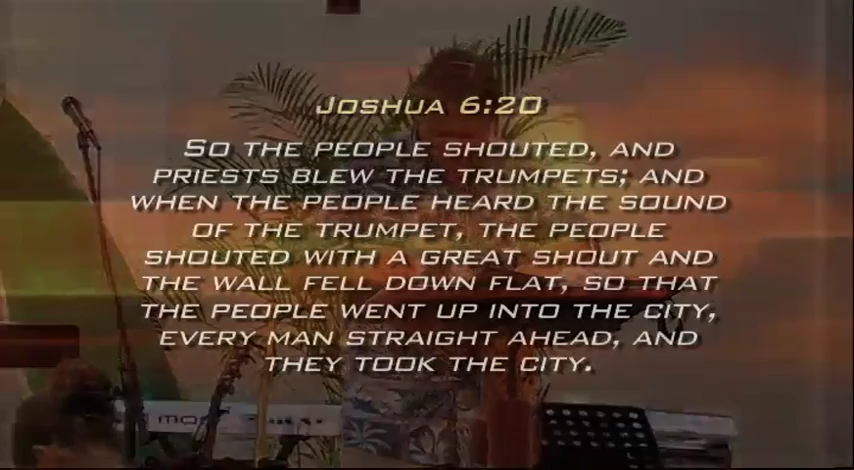 Joshua 6:20
So the people shouted, and
priests blew the trumpets; and
when the people heard the sound
of the trumpet, the people
shouted with a great shout and
the wall fell down flat, so that
the people went up into the city,
every man straight ahead, and
they took the city.